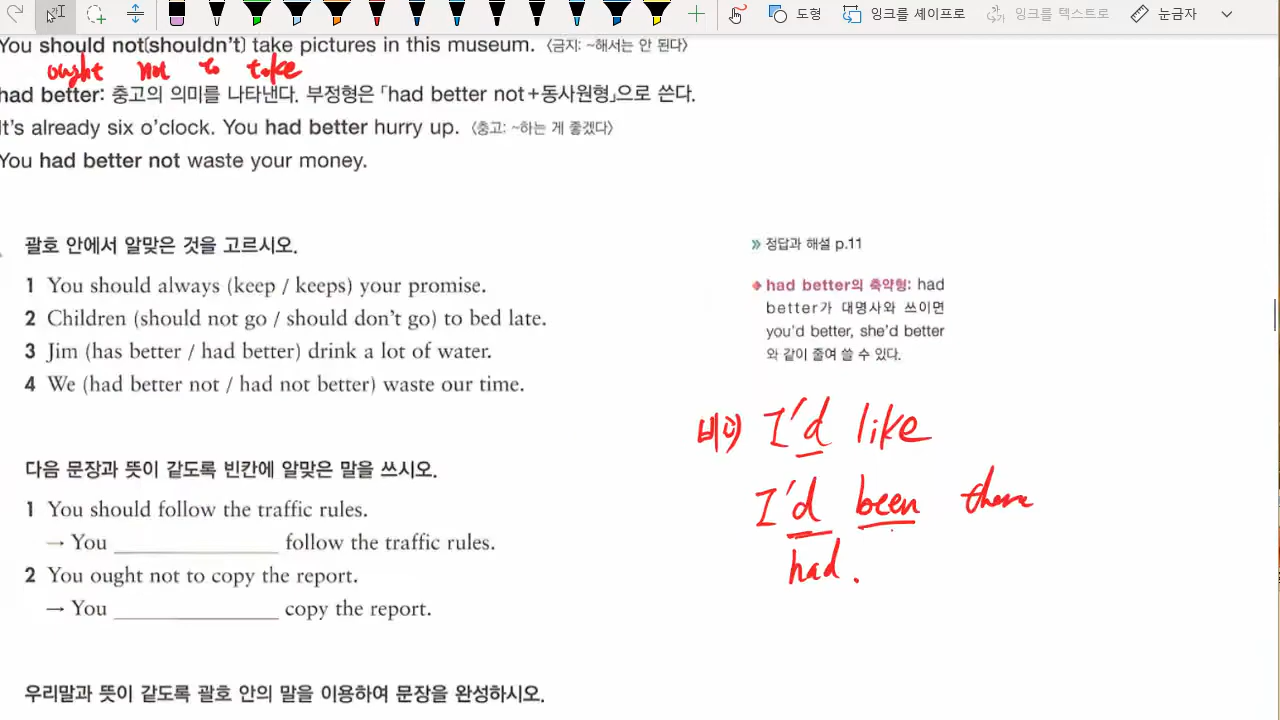 도형
잉크를 셰이프로
잉크를 텍스트로
눈금자
You should not(shouldn't) take pictures in this museum. 〈금지: ~해서는 안 된다〉
ought not to take
had better: 충고의 의미를 나타낸다. 부정형은 「had better not+동사원형」으로 쓴다.
It's already six o'clock. You had better hurry up. 〈충고: ~하는 게 좋겠다〉
You had better not waste your money.
괄호 안에서 알맞은 것을 고르시오.
» 정답과 해설 p.11
1 You should always (keep / keeps) your promise.
2 Children (should not go / should don't go) to bed late.
3 Jim (has better / had better) drink a lot of water.
4 We (had better not / had not better) waste our time.
had better의 축약형: had
better가 대명사와 쓰이면
you'd better, she'd better
와 같이 줄여 쓸 수 있다.
비교 I'd like
I'd been there
had.
다음 문장과 뜻이 같도록 빈칸에 알맞은 말을 쓰시오.
1 You should follow the traffic rules.
→ You ____________ follow the traffic rules.
2 You ought not to copy the report.
→ You ____________ copy the report.
우리말과 뜻이 같도록 괄호 안의 말을 이용하여 문장을 완성하시오.